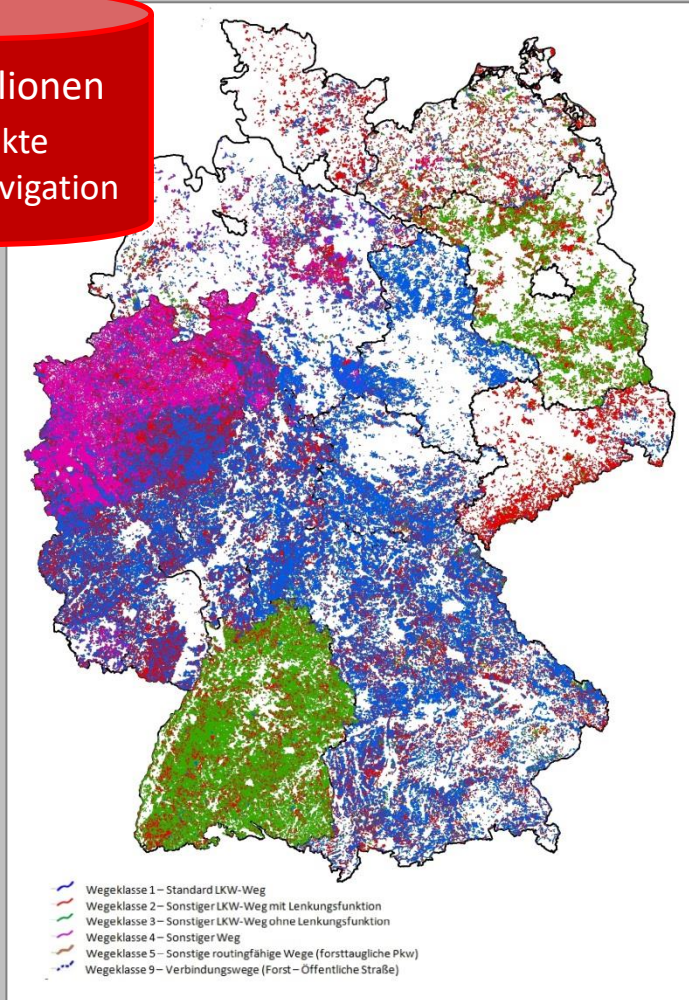 lionen
kte
vigation
Wegeklasse 1 – Standard LKW-Weg
Wegeklasse 2 – Sonstiger LKW-Weg mit Lenkungsfunktion
Wegeklasse 3 – Sonstiger LKW-Weg ohne Lenkungsfunktion
Wegeklasse 4 – Sonstiger Weg
Wegeklasse 5 – Sonstige routingfähige Wege (forsttaugliche Pkw)
Wegeklasse 9 – Verbindungswege (Forst – Öffentliche Straße)